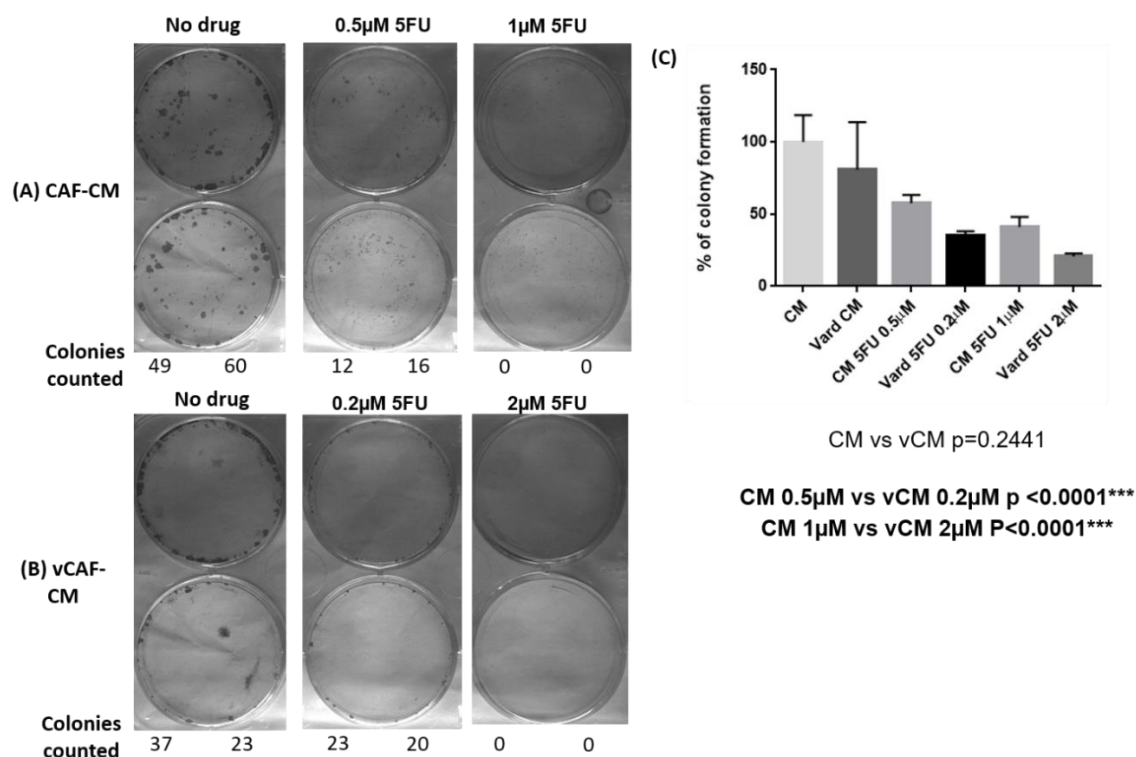 No drug 0.5µM 5FU 1µM 5FU
(A) CAF-CM
Colonies
counted
49 60 12 16 0 0
No drug 0.2µM 5FU 2µM 5FU
(B) vCAF-
CM
Colonies
counted
37 23 23 20 0 0
(C)
% of colony formation
150
100
50
0
CM
Vard CM
CM 5FU 0.5µM
Vard 5FU 0.2µM
CM 5FU 1µM
Vard 5FU 2µM
CM vs vCM p=0.2441
CM 0.5µM vs vCM 0.2µM p <0.0001***
CM 1µM vs vCM 2µM P<0.0001***